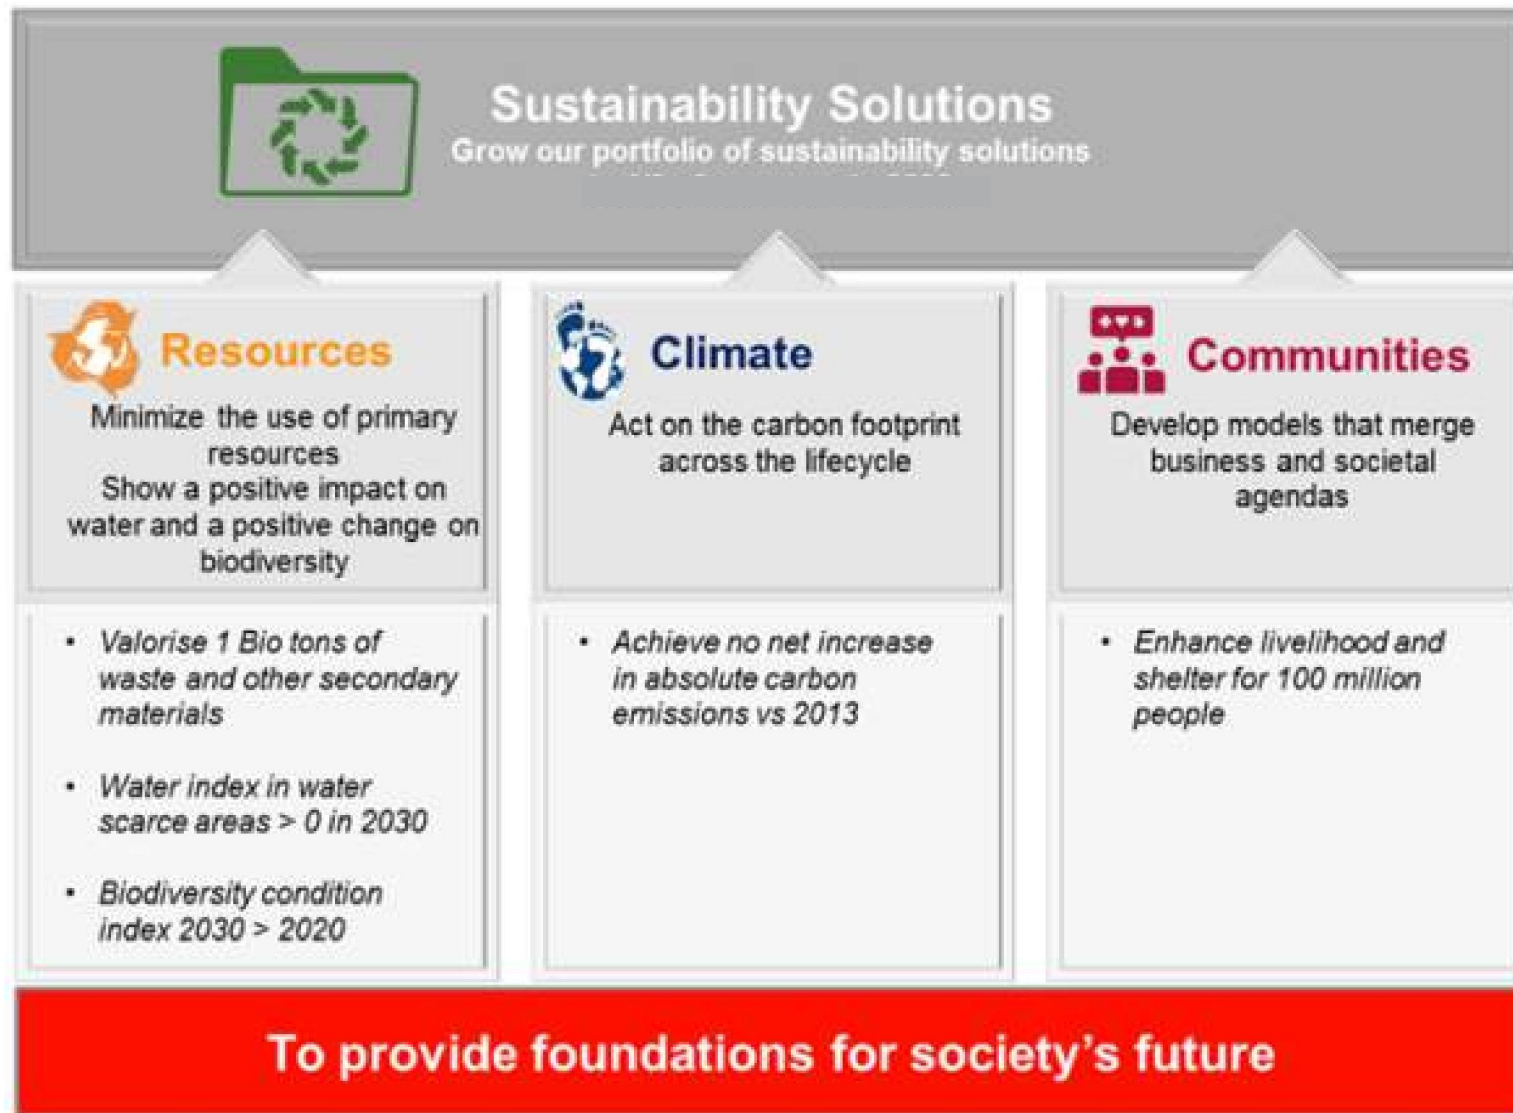 Sustainability Solutions
Grow our portfolio of sustainability solutions
Resources
Minimize the use of primary
resources
Show a positive impact on
water and a positive change on
biodiversity
• Valorise 1 Bio tons of
waste and other secondary
materials
• Water index in water
scarce areas > 0 in 2030
• Biodiversity condition
index 2030 > 2020
Climate
Act on the carbon footprint
across the lifecycle
• Achieve no net increase
in absolute carbon
emissions vs 2013
Communities
Develop models that merge
business and societal
agendas
• Enhance livelihood and
shelter for 100 million
people
To provide foundations for society’s future